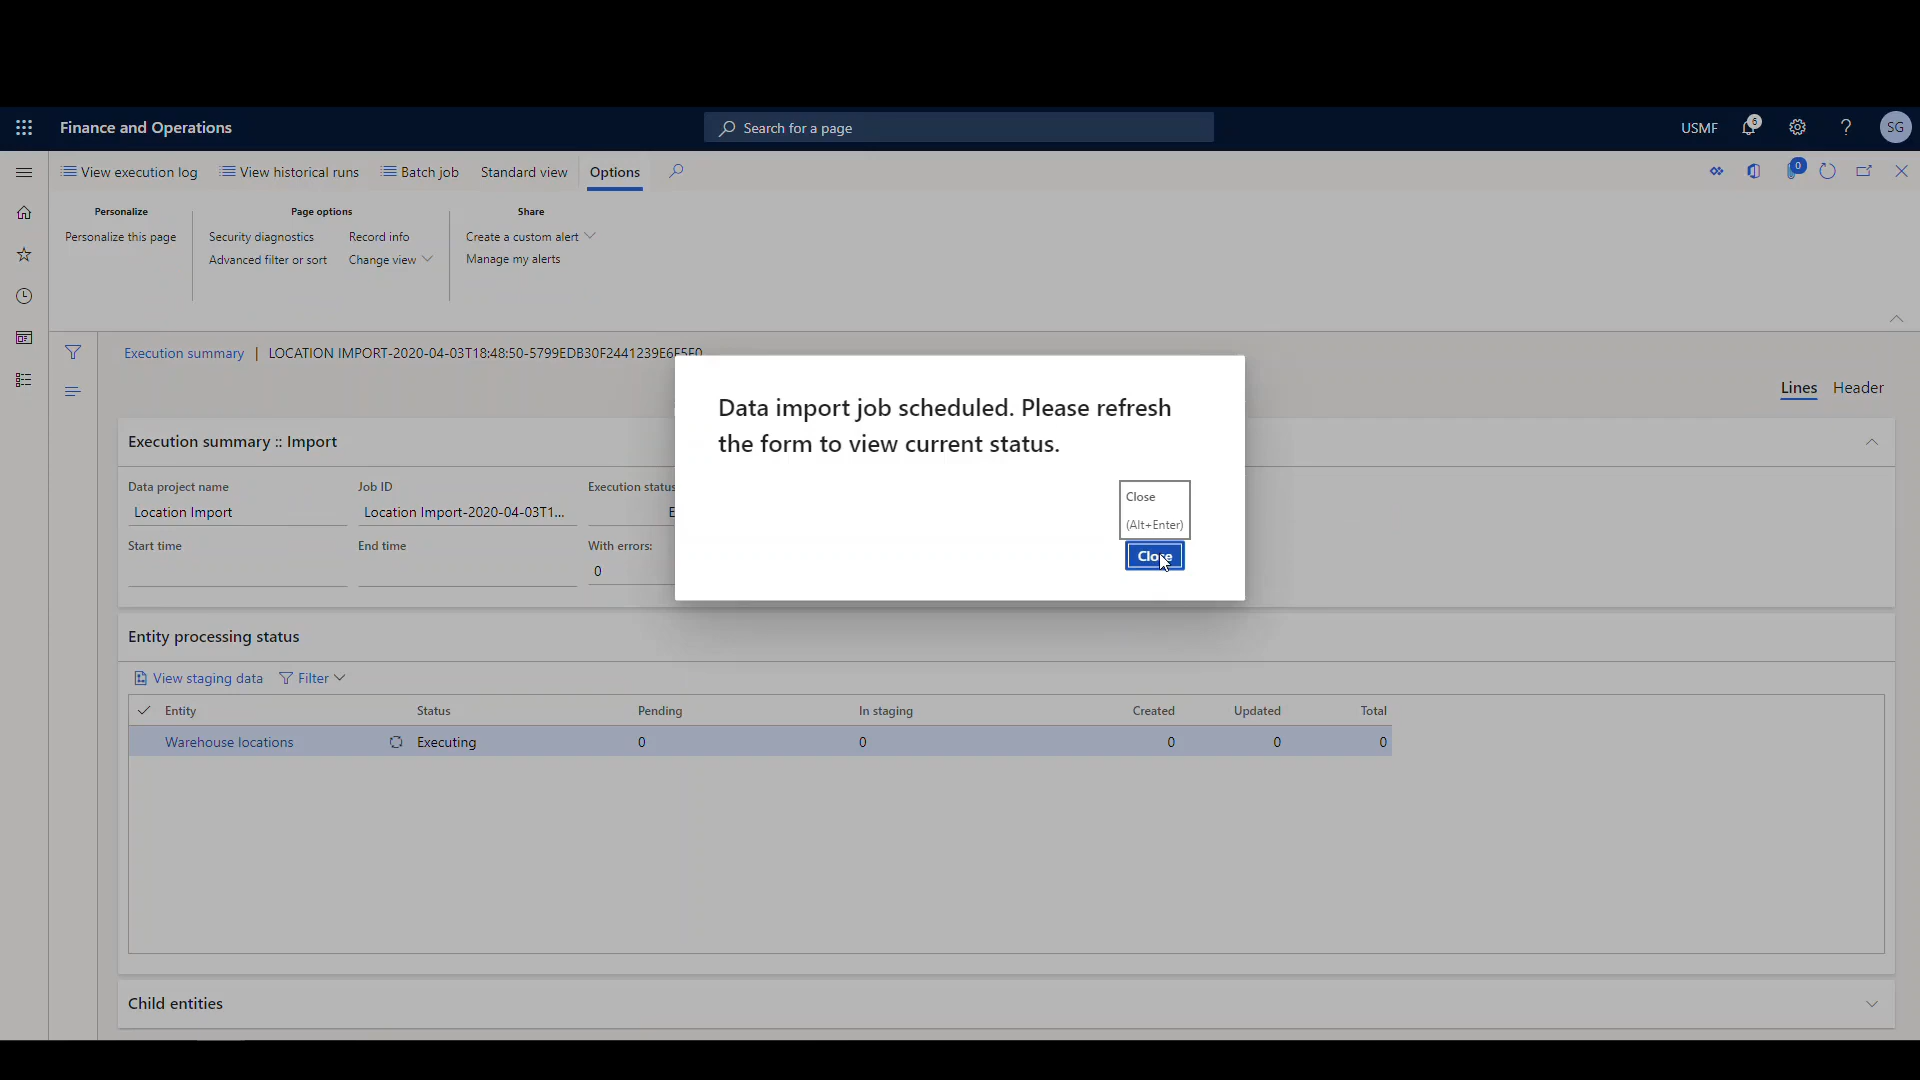 Finance and Operations
Search for a page
USMF
6
?
SG
View execution log
View historical runs
Batch job
Standard view
Options
0
Personalize
Page options
Share
Personalize this page
Security diagnostics
Record info
Create a custom alert
Advanced filter or sort
Change view
Manage my alerts
Execution summary | LOCATION IMPORT-2020-04-03T18:48:50-5799EDB30F2441239E6F5F0
Lines
Header
Data import job scheduled. Please refresh
the form to view current status.
Close
(Alt+Enter)
Close
Execution summary :: Import
Data project name
Job ID
Execution status
Location Import
Location Import-2020-04-03T1...
E
Start time
End time
With errors:
0
Entity processing status
View staging data
Filter
Entity
Status
Pending
In staging
Created
Updated
Total
Warehouse locations
Executing
0
0
0
0
0
Child entities